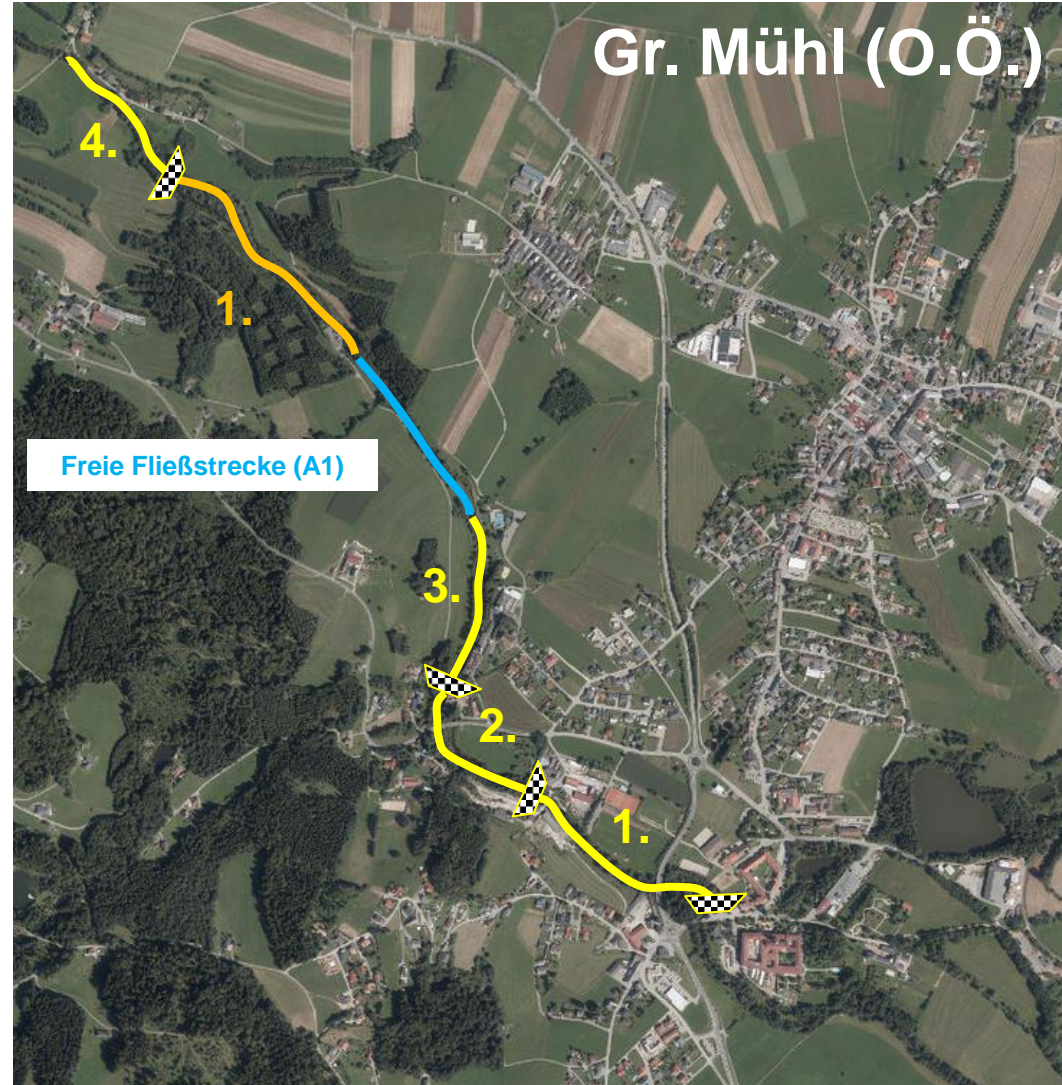 Gr. Mühl (O.Ö.)
4.
1.
Freie Fließstrecke (A1)
3.
2.
1.